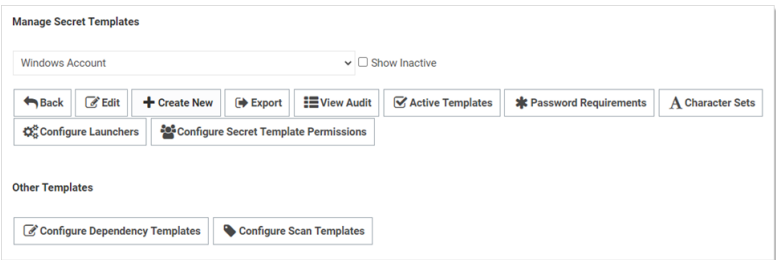 Manage Secret Templates
Windows Account Show Inactive
Back Edit Create New Export View Audit Active Templates Password Requirements Character Sets
Configure Launchers Configure Secret Template Permissions
Other Templates
Configure Dependency Templates Configure Scan Templates